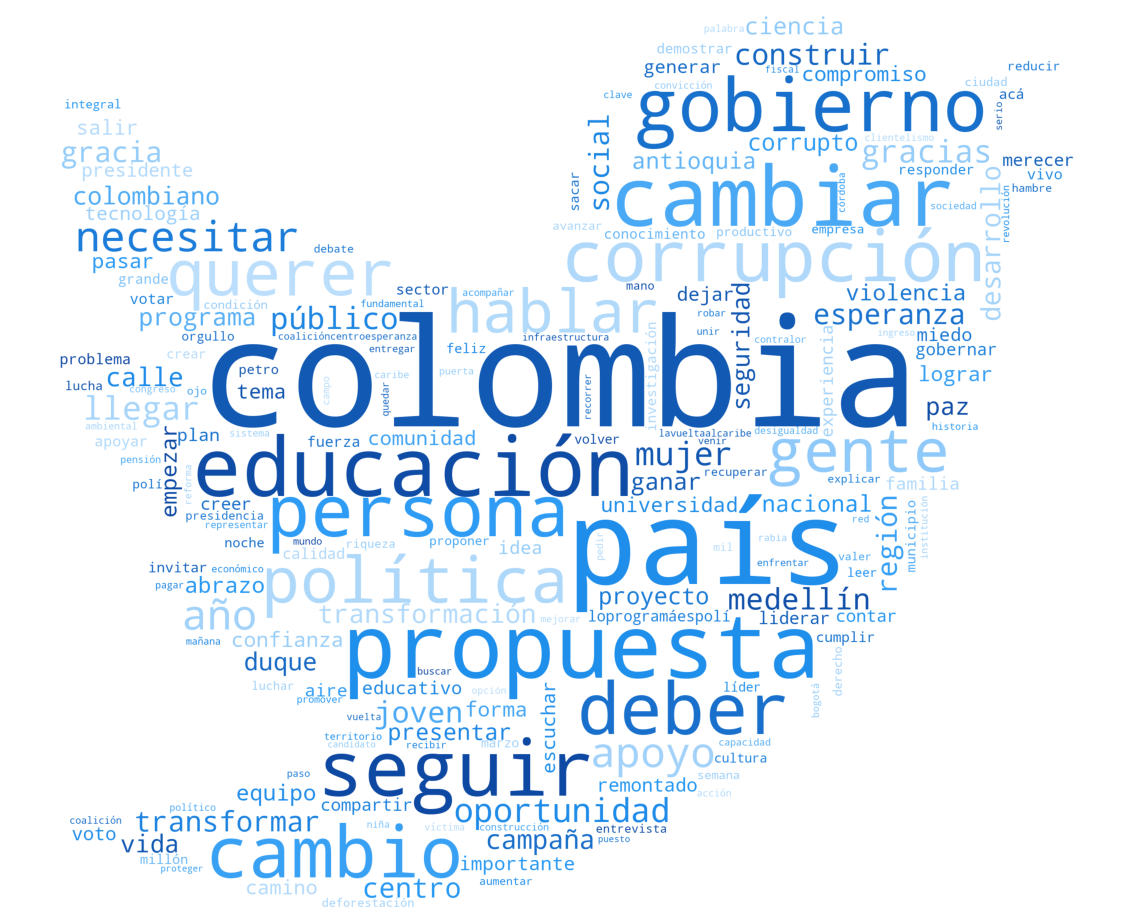 palabra ciencia
demostrar construir
generar fiscal compromiso reducir
convicción ciudad
integral clave gobierno serio acá
salir social corrupto clientelismo
gracia antioquia gracias merecer
presidente responder vivo
colombiano sacar cambiar córdoba hambre
tecnología sociedad desarrollo revolución
avanzar conocimiento productivo empresa
necesitar debate corrupción
pasar querer
grande sector acompañar mano dejar seguridad violencia
votar condición fundamental hablar robar esperanza
programa público contralor
orgullo coalicióncentroesperanza infraestructura unir ingreso miedo
crear entregar feliz investigación experiencia gobernar
problema petro colombia
lucha calle congreso ojo tema campo caribe puerta lograr
llegar quedar recorrer paz
ambiental
apoyar plan sistema fuerza comunidad volver lavueltaalcaribe desigualdad historia
empezar venir
pensión educación mujer gente
polí reforma ganar recuperar explicar familia
creer persona universidad nacional
presidencia
representar país red región municipio institución
noche mundo riqueza proponer idea pedir mil rabia
calidad valer
invitar económico política enfrentar leer
pagar abrazo proyecto medellín
año transformación mejorar loprogramáespolí liderar contar
mañana confianza propuesta cumplir
duque buscar derecho
luchar aire educativo opción líder
promover joven forma escuchar deber bogotá
vuelta presentar
territorio
candidato recibir marzo apoyo capacidad
cultura
paso seguir semana
equipo remontado acción
político compartir oportunidad
coalición transformar
voto niña víctima construcción entrevista
vida cambio campaña puesto
millón importante
proteger camino centro aumentar
deforestación